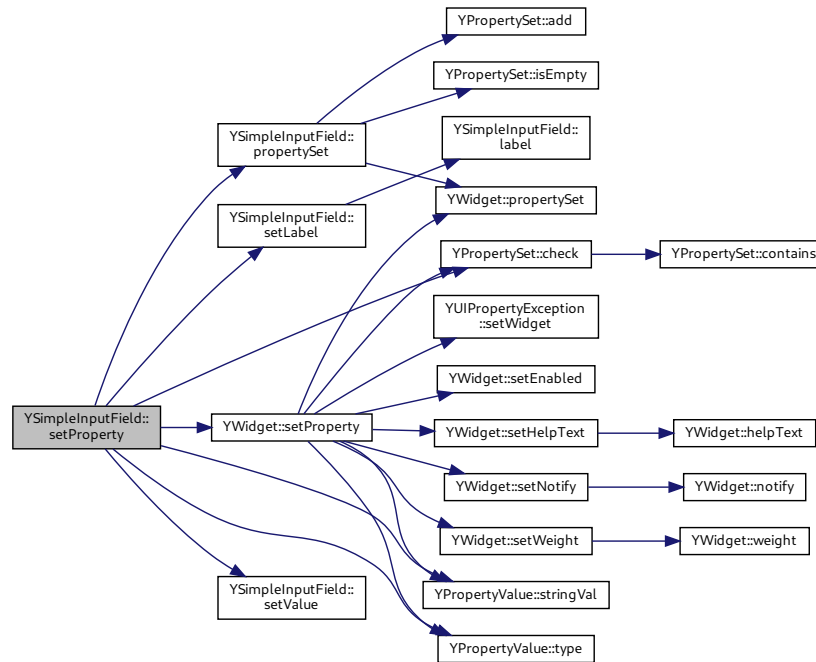 YPropertySet::add
YPropertySet::isEmpty
YSimpleInputField::
label
YSimpleInputField::
propertySet
YWidget::propertySet
YSimpleInputField::
setLabel
YPropertySet::check
YPropertySet::contains
YUIPropertyException
::setWidget
YWidget::setEnabled
YSimpleInputField::
setProperty
YWidget::setProperty
YWidget::setHelpText
YWidget::helpText
YWidget::setNotify
YWidget::notify
YWidget::setWeight
YWidget::weight
YSimpleInputField::
setValue
YPropertyValue::stringVal
YPropertyValue::type